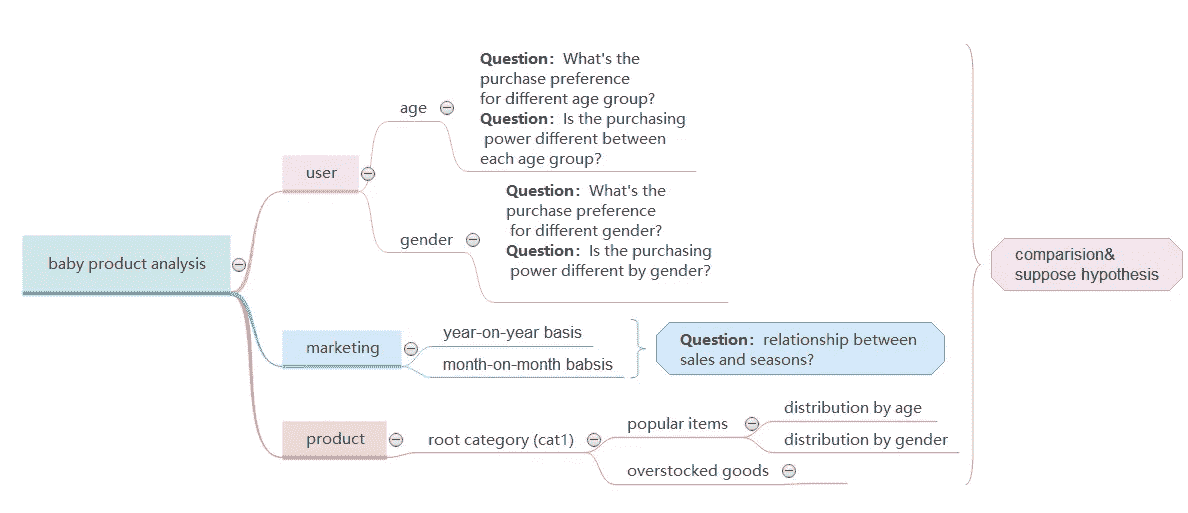 Question: What's the
purchase preference
for different age group?
age
Question: Is the purchasing
power different between
each age group?
user
Question: What's the
purchase preference
for different gender?
gender
Question: Is the purchasing
power different by gender?
baby product analysis
comparision&
suppose hypothesis
marketing
year-on-year basis
month-on-month babsis
Question: relationship between
sales and seasons?
product
root category (cat1)
popular items
distribution by age
distribution by gender
overstocked goods